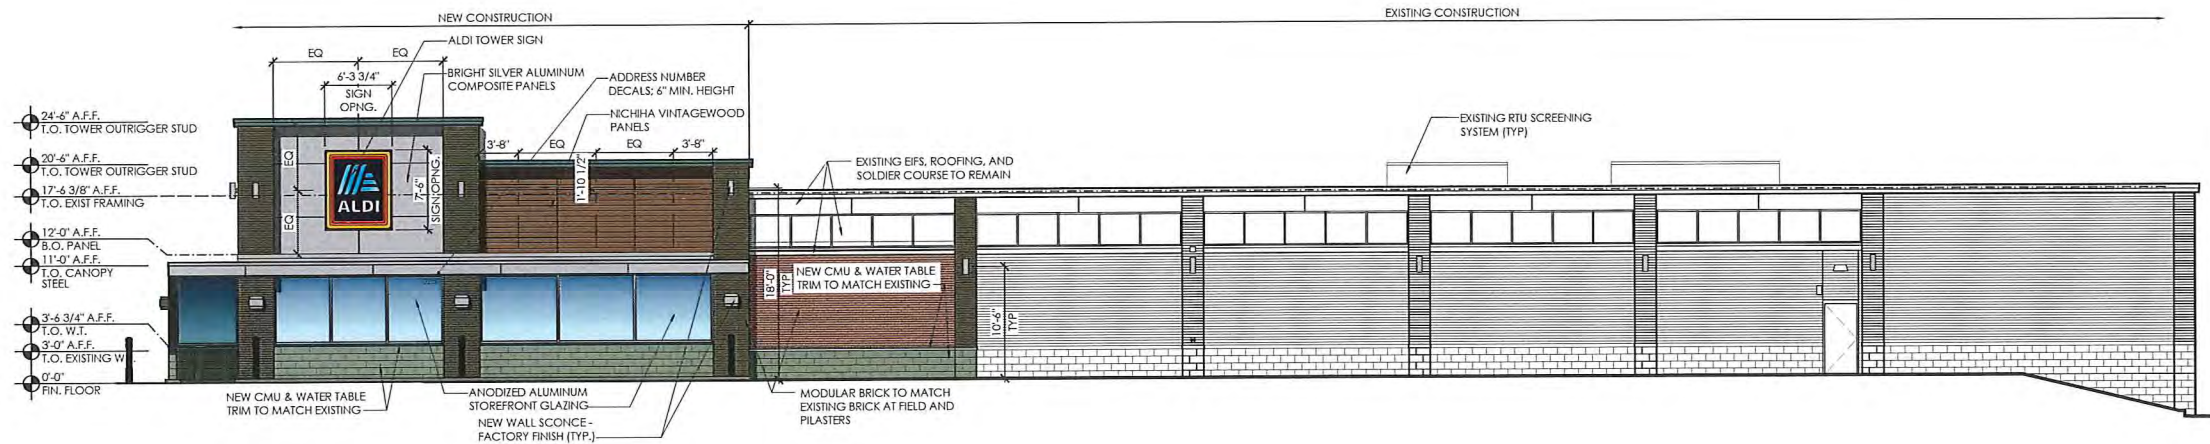 NEW CONSTRUCTION
EXISTING CONSTRUCTION
EQ
EQ
ALDI TOWER SIGN
6'-3 3/4"
SIGN
OPNG.
BRIGHT SILVER ALUMINUM
COMPOSITE PANELS
ADDRESS NUMBER
DECALS; 6" MIN. HEIGHT
NICHIHA VINTAGEWOOD
PANELS
EXISTING RTU SCREENING
SYSTEM (TYP)
24'-6" A.F.F.
T.O. TOWER OUTRIGGER STUD
20'-6" A.F.F.
T.O. TOWER OUTRIGGER STUD
17'-6 3/8" A.F.F.
T.O. EXIST FRAMING
12'-0" A.F.F.
B.O. PANEL
11'-0" A.F.F.
T.O. CANOPY
STEEL
3'-6 3/4" A.F.F.
T.O. W.T.
3'-0" A.F.F.
T.O. EXISTING
0'-0"
FIN. FLOOR
EQ
EQ
ALDI
7'-6"
SIGN OPNG.
3'-8"
EQ
EQ
3'-8"
1'-10 1/2"
EXISTING EIFS, ROOFING, AND
SOLDIER COURSE TO REMAIN
18'-0"
TYP
NEW CMU & WATER TABLE
TRIM TO MATCH EXISTING
10'-6"
TYP
NEW CMU & WATER TABLE
TRIM TO MATCH EXISTING
ANODIZED ALUMINUM
STOREFRONT GLAZING
NEW WALL SCONCE -
FACTORY FINISH (TYP.)
MODULAR BRICK TO MATCH
EXISTING BRICK AT FIELD AND
PILASTERS